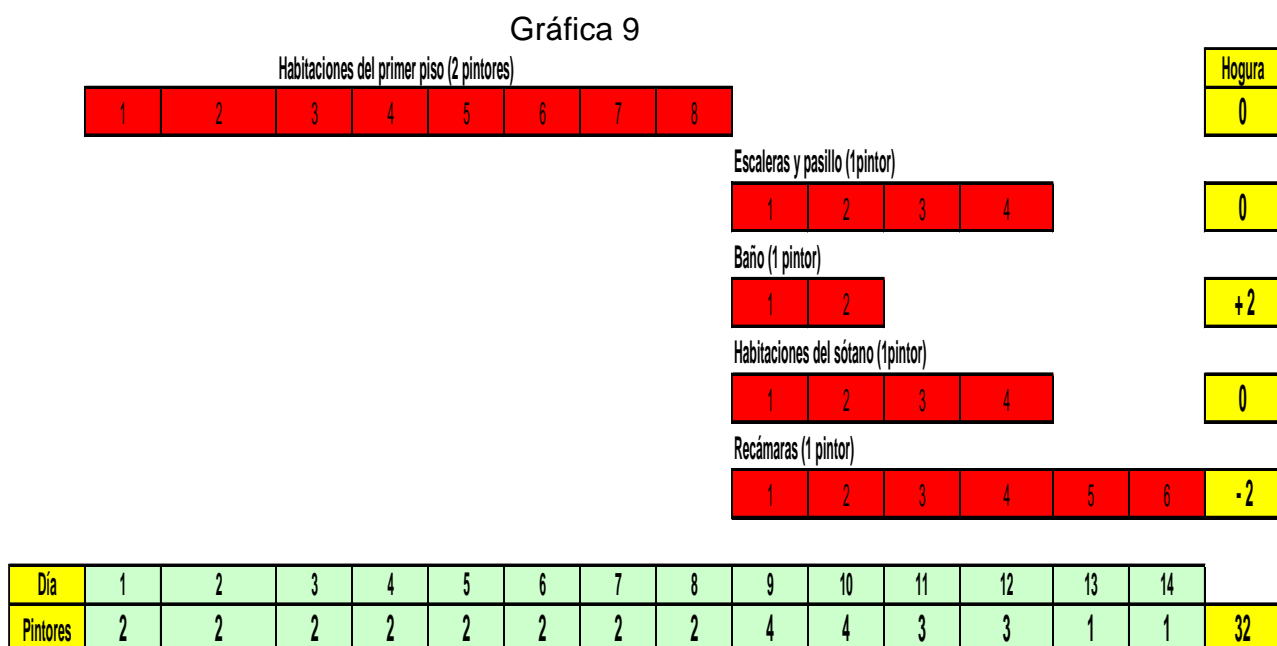 Gráfica 9
Habitaciones del primer piso (2 pintores) Hogura
1 2 3 4 5 6 7 8 0
Escaleras y pasillo (1pintor)
1 2 3 4 0
Baño (1 pintor)
1 2 + 2
Habitaciones del sótano (1pintor)
1 2 3 4 0
Recámaras (1 pintor)
1 2 3 4 5 6 - 2
Día 1 2 3 4 5 6 7 8 9 10 11 12 13 14
Pintores 2 2 2 2 2 2 2 2 4 4 3 3 1 1 32